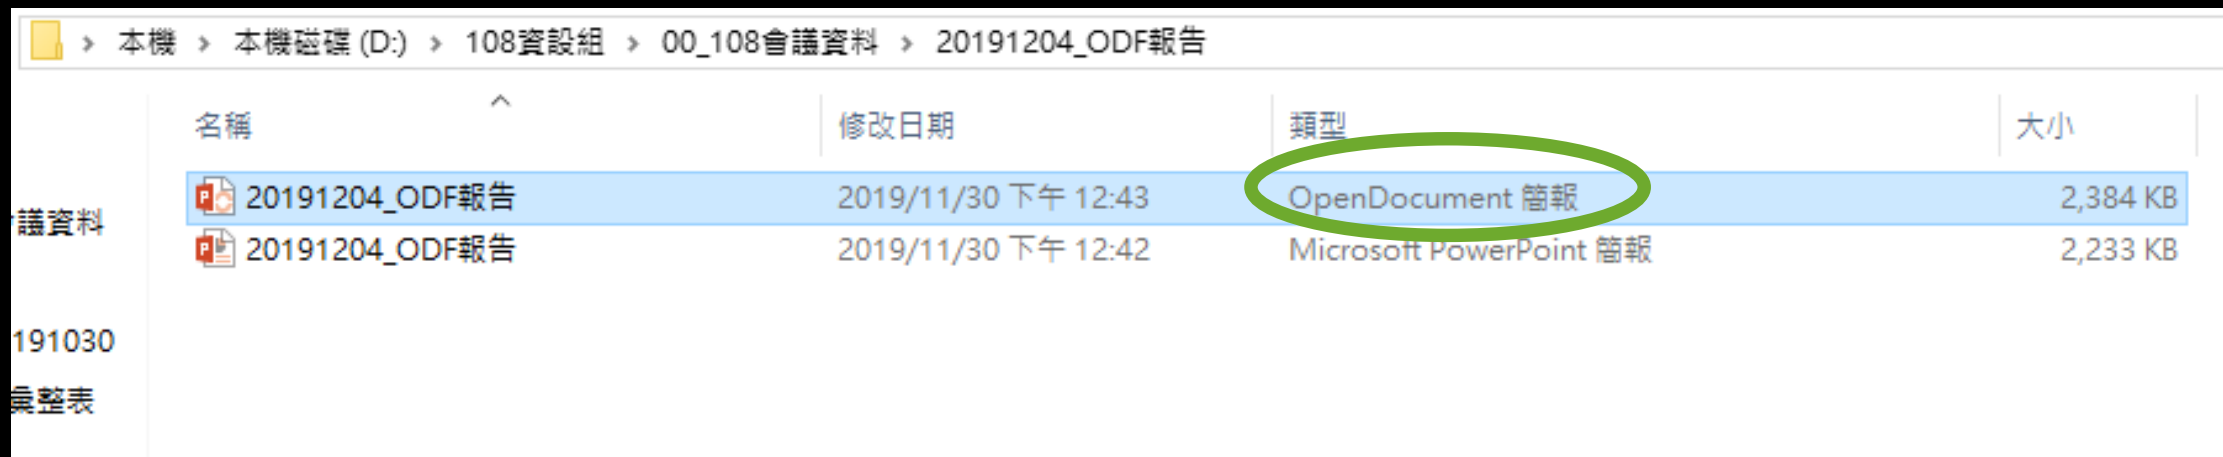 本機 › 本機磁碟 (D:) › 108資設組 › 00_108會議資料 › 20191204_ODF報告
名稱 修改日期 類型 大小
20191204_ODF報告 2019/11/30 下午 12:43 OpenDocument 簡報 2,384 KB
議資料
20191204_ODF報告 2019/11/30 下午 12:42 Microsoft PowerPoint 簡報 2,233 KB
191030
彙整表